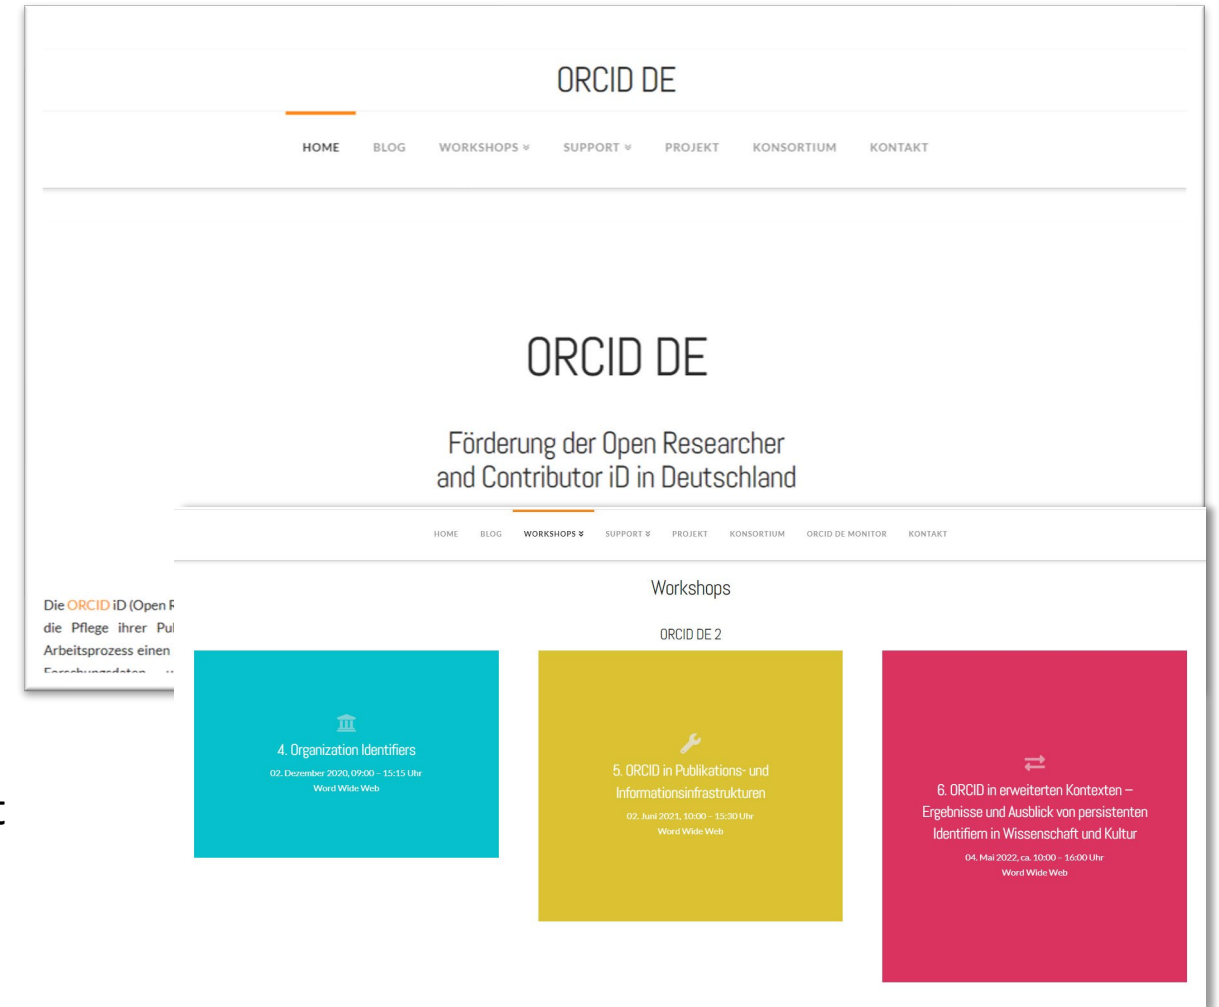 ORCID DE
HOME BLOG WORKSHOPS SUPPORT PROJEKT KONSORTIUM KONTAKT
ORCID DE
Förderung der Open Researcher
and Contributor iD in Deutschland
Die ORCID iD (Open R
die Pflege ihrer Pu
Arbeitsprozess einen
t
HOME BLOG WORKSHOPS SUPPORT PROJEKT KONSORTIUM ORCID DE MONITOR KONTAKT
Workshops
ORCID DE 2
4. Organization Identifiers
02. Dezember 2020, 09:00 – 15:15 Uhr
Word Wide Web
5. ORCID in Publikations- und
Informationsinfrastrukturen
02. Juni 2021, 10:00 – 15:30 Uhr
Word Wide Web
6. ORCID in erweiterten Kontexten –
Ergebnisse und Ausblick von persistenten
Identifiern in Wissenschaft und Kultur
04. Mai 2022, ca. 10:00 – 16:00 Uhr
Word Wide Web